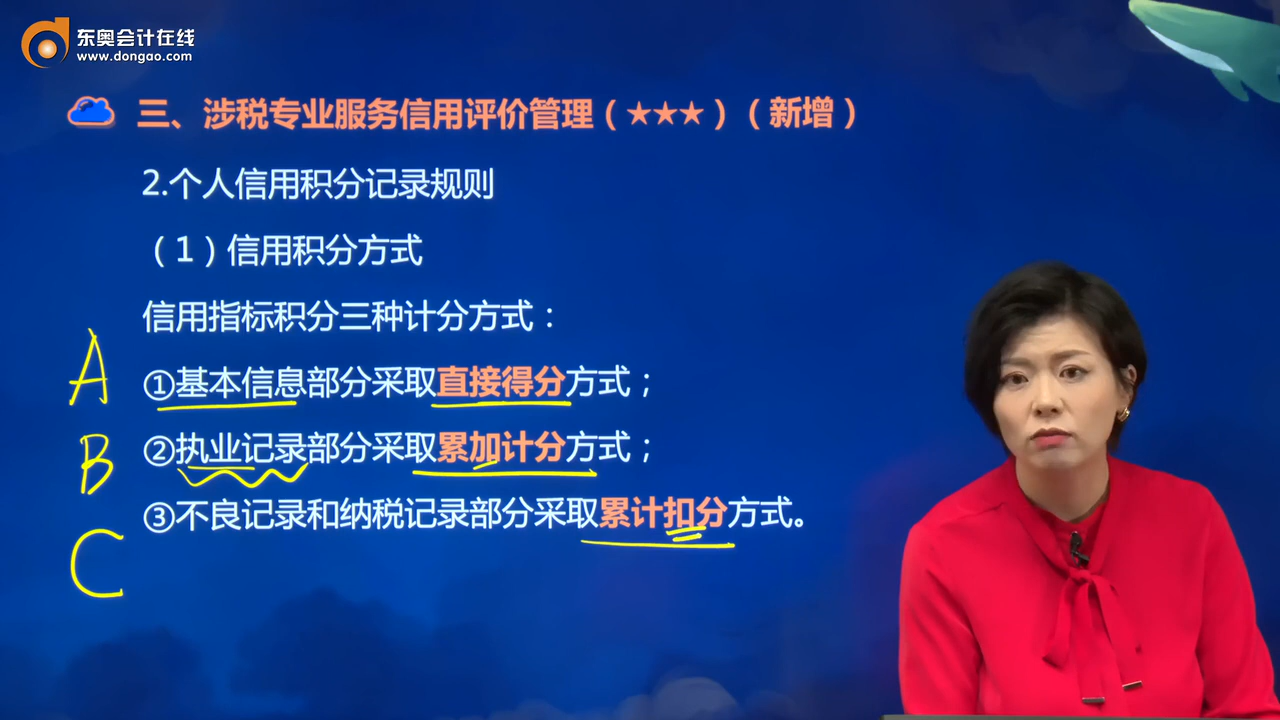 东奥会计在线
www.dongao.com
三、涉税专业服务信用评价管理（★★★）（新增）
2.个人信用积分记录规则
（1）信用积分方式
信用指标积分三种计分方式：
A ①基本信息部分采取直接得分方式；
B ②执业记录部分采取累加计分方式；
C ③不良记录和纳税记录部分采取累计扣分方式。